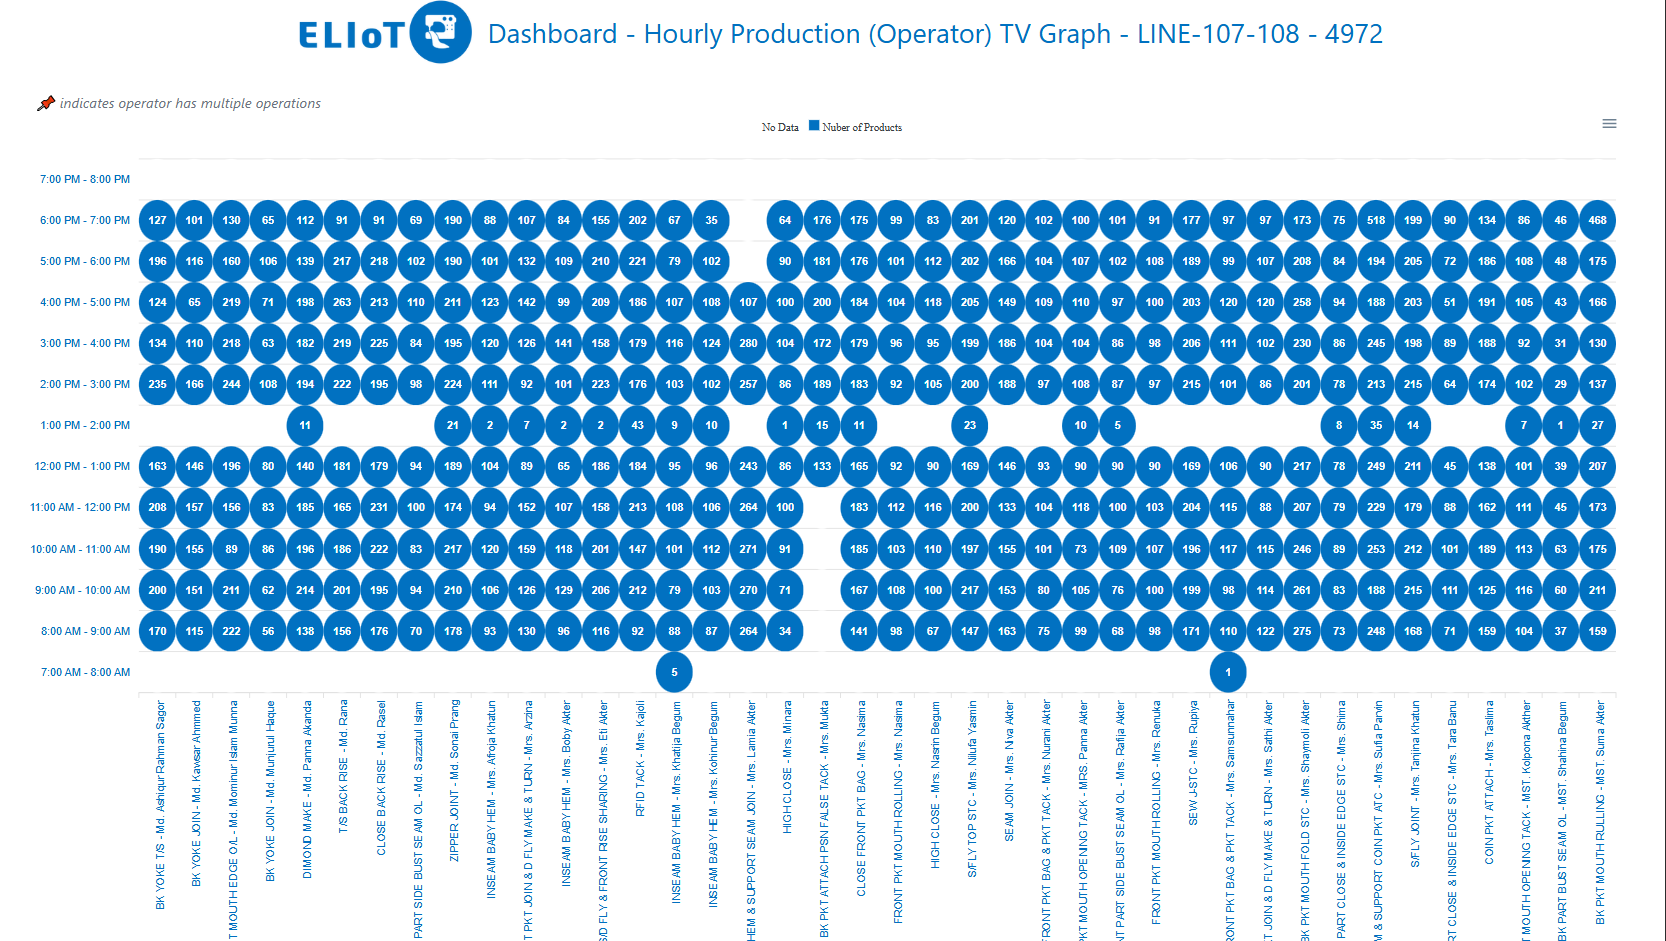 ELIoT
Dashboard - Hourly Production (Operator) TV Graph - LINE-107-108 - 4972
indicates operator has multiple operations
No Data Nuber of Products
7:00 PM - 8:00 PM
6:00 PM - 7:00 PM 127 101 130 65 112 91 91 69 190 88 107 84 155 202 67 35 64 176 175 99 83 201 120 102 100 101 91 177 97 97 173 75 518 199 90 134 86 46 468
5:00 PM - 6:00 PM 196 116 160 106 139 217 218 102 190 101 132 109 210 221 79 102 90 181 176 101 112 202 166 104 107 102 108 189 99 107 208 84 194 205 72 186 108 48 175
4:00 PM - 5:00 PM 124 65 219 71 198 263 213 110 211 123 142 99 209 186 107 108 107 100 200 184 104 118 205 149 109 110 97 100 203 120 120 258 94 188 203 51 191 105 43 166
3:00 PM - 4:00 PM 134 110 218 63 182 219 225 84 195 120 126 141 158 179 116 124 280 104 172 179 96 95 199 186 104 104 86 98 206 111 102 230 86 245 198 89 188 92 31 130
2:00 PM - 3:00 PM 235 166 244 108 194 222 195 98 224 111 92 101 223 176 103 102 257 86 189 183 92 105 200 188 97 108 87 97 215 101 86 201 78 213 215 64 174 102 29 137
1:00 PM - 2:00 PM 11 21 2 7 2 2 43 9 10 1 15 11 23 10 5 8 35 14 7 1 27
12:00 PM - 1:00 PM 163 146 196 80 140 181 179 94 189 104 89 65 186 184 95 96 243 86 133 165 92 90 169 146 93 90 90 90 169 106 90 217 78 249 211 45 138 101 39 207
11:00 AM - 12:00 PM 208 157 156 83 185 165 231 100 174 94 152 107 158 213 108 106 264 100 183 112 116 200 133 104 118 100 103 204 115 88 207 79 229 179 88 162 111 45 173
10:00 AM - 11:00 AM 190 155 89 86 196 186 222 83 217 120 159 118 201 147 101 112 271 91 185 103 110 197 155 101 73 109 107 196 117 115 246 89 253 212 101 189 113 63 175
9:00 AM - 10:00 AM 200 151 211 62 214 201 195 94 210 106 126 129 206 212 79 103 270 71 167 108 100 217 153 80 105 76 100 199 98 114 261 83 188 215 111 125 116 60 211
8:00 AM - 9:00 AM 170 115 222 56 138 156 176 70 178 93 130 96 116 92 88 87 264 34 141 98 67 147 163 75 99 68 98 171 110 122 275 73 248 168 71 159 104 37 159
7:00 AM - 8:00 AM 5 1
BK YOKE T/S - Md. Ashiqur Rahman Sagor
BK YOKE JOIN - Md. Kawsar Ahmmed
T MOUTH EDGE O/L - Md. Mominur Islam Munna
BK YOKE JOIN - Md. Munjurul Haque
DIMOND MAKE - Md. Panna Akanda
T/S BACK RISE - Md. Rana
CLOSE BACK RISE - Md. Rasel
PART SIDE BUST SEAM OL - Md. Sazzatul Islam
ZIPPER JOINT - Md. Sonai Prang
INSEAM BABY HEM - Mrs. Afroja Khatun
T PKT JOIN & D FLY MAKE & TURN - Mrs. Arzina
INSEAM BABY HEM - Mrs. Boby Akter
S/D FLY & FRONT RISE SHARING - Mrs. Eti Akter
RFID TACK - Mrs. Kajoli
INSEAM BABY HEM - Mrs. Khatija Begum
INSEAM BABY HEM - Mrs. Kohinur Begum
HEM & SUPPORT SEAM JOIN - Mrs. Lamia Akter
HIGH CLOSE - Mrs. Minara
BK PKT ATTACH PSN FALSE TACK - Mrs. Mukta
CLOSE FRONT PKT BAG - Mrs. Nasima
FRONT PKT MOUTH ROLLING - Mrs. Nasima
HIGH CLOSE - Mrs. Nasrin Begum
S/FLY TOP STC - Mrs. Nilufa Yasmin
SEAM JOIN - Mrs. Niva Akter
FRONT PKT BAG & PKT TACK - Mrs. Nurani Akter
PKT MOUTH OPENING TACK - MRS. Panna Akter
NT PART SIDE BUST SEAM OL - Mrs. Rafija Akter
FRONT PKT MOUTH ROLLING - Mrs. Renuka
SEW J-STC - Mrs. Rupiya
RONT PKT BAG & PKT TACK - Mrs. Samsunnahar
T JOIN & D FLY MAKE & TURN - Mrs. Sathi Akter
BK PKT MOUTH FOLD STC - Mrs. Shaymoli Akter
PART CLOSE & INSIDE EDGE STC - Mrs. Shima
M & SUPPORT COIN PKT ATC - Mrs. Sufia Parvin
S/FLY JOINT - Mrs. Tanjina Khatun
RT CLOSE & INSIDE EDGE STC - Mrs. Tara Banu
COIN PKT ATTACH - Mrs. Taslima
T MOUTH OPENING TACK - MST. Kolpona Akther
BK PART BUST SEAM OL - MST. Shahina Begum
BK PKT MOUTH RULLING - MST. Suma Akter